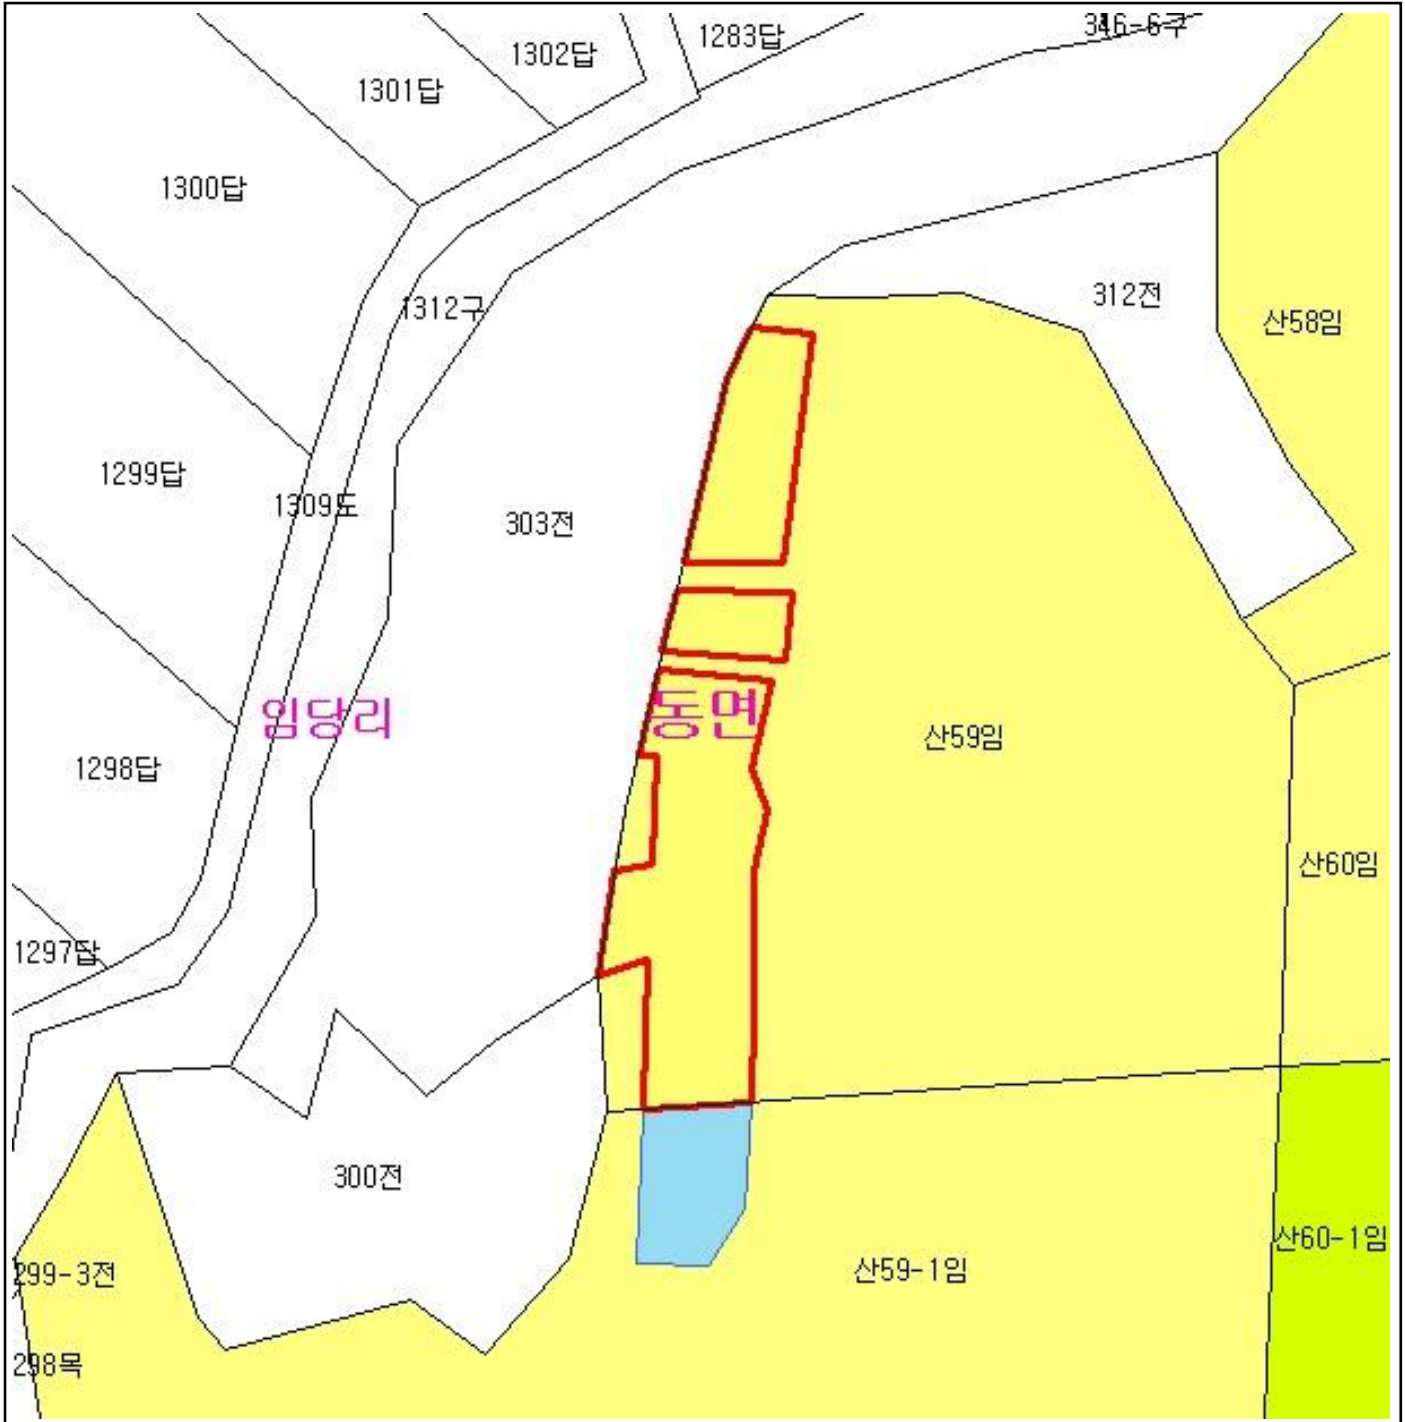 346-6구
1283답
1302답
1301답
1300답
312전
1312구
산58임
1299답
1309도
303전
임당리
동면
산59임
1298답
산60임
1297답
300전
산60-1임
299-3전
산59-1임
298목